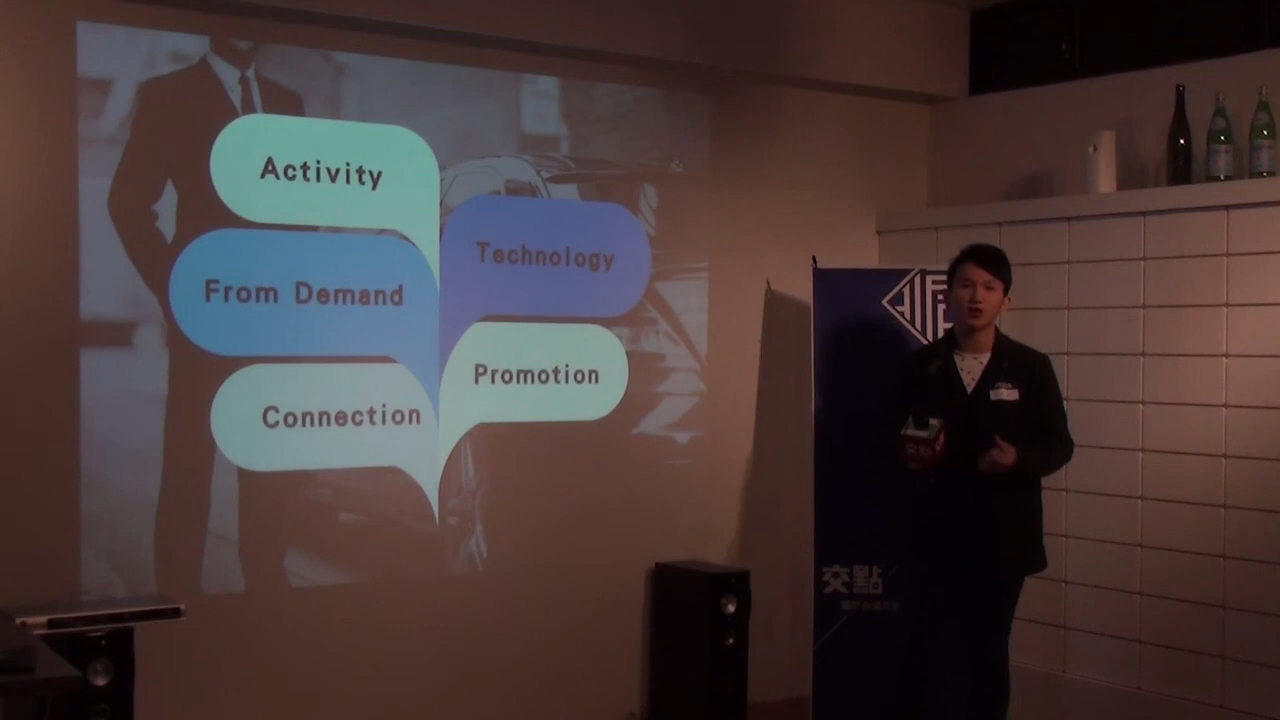 Activity
Technology
From Demand
Promotion
Connection
交點